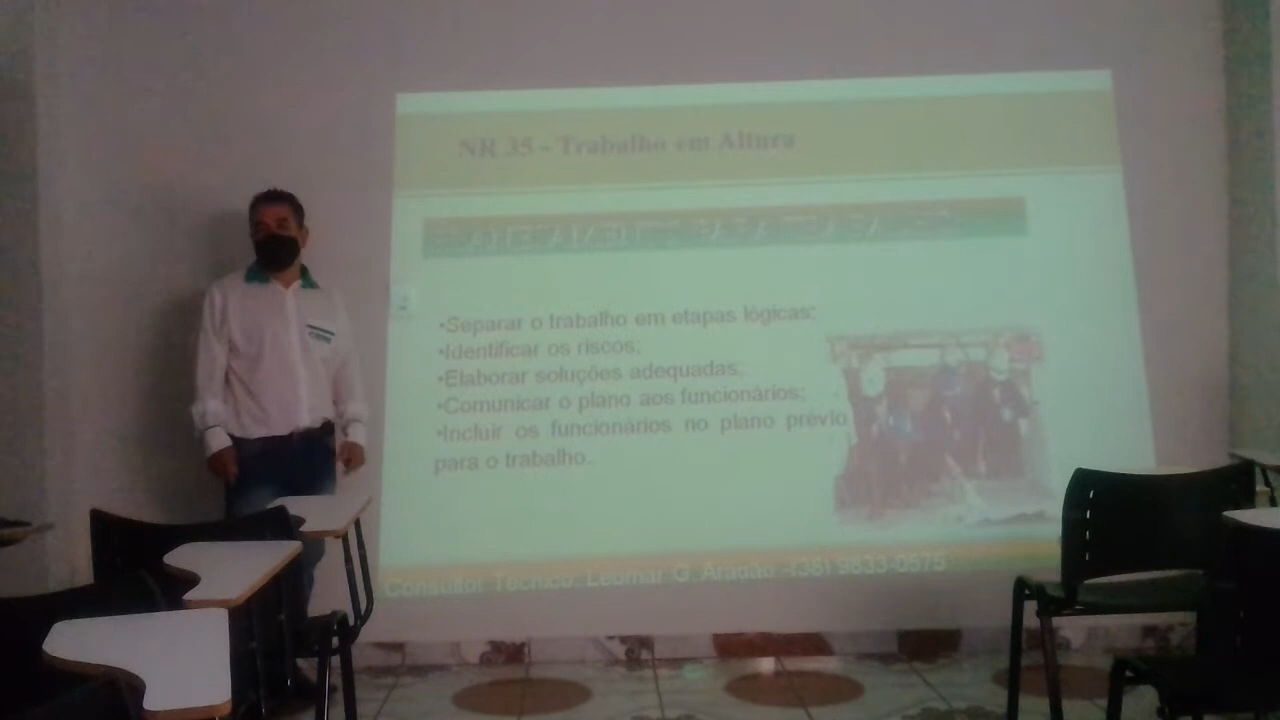 NR 35 - Trabalho em Altura
•Separar o trabalho em etapas lógicas;
•Identificar os riscos;
•Elaborar soluções adequadas;
•Comunicar o plano aos funcionários;
•Incluir os funcionários no plano prévio
para o trabalho.
Consultor Técnico: Leomar G. Araújo (38) 9833-0575